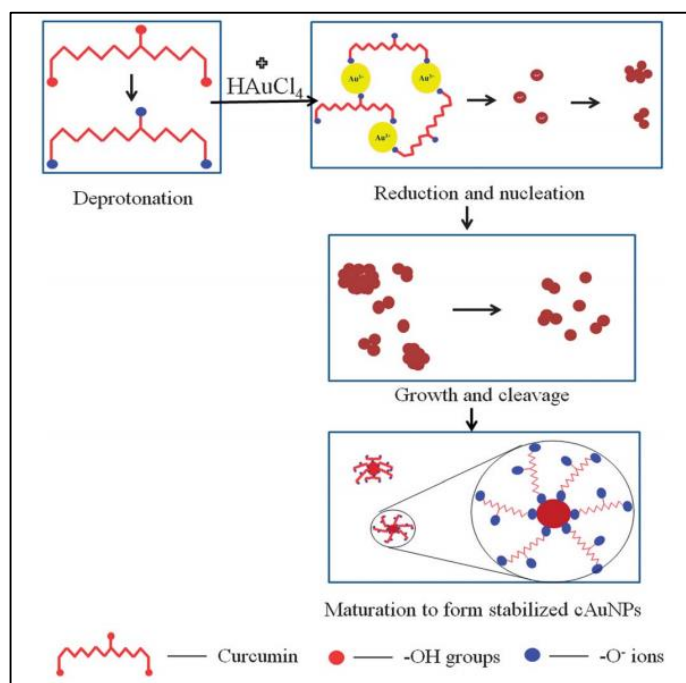 HAuCl4
Au3+
Au3+
Au3+
Deprotonation
Reduction and nucleation
Growth and cleavage
Maturation to form stabilized cAuNPs
Curcumin
-OH groups
-O- ions